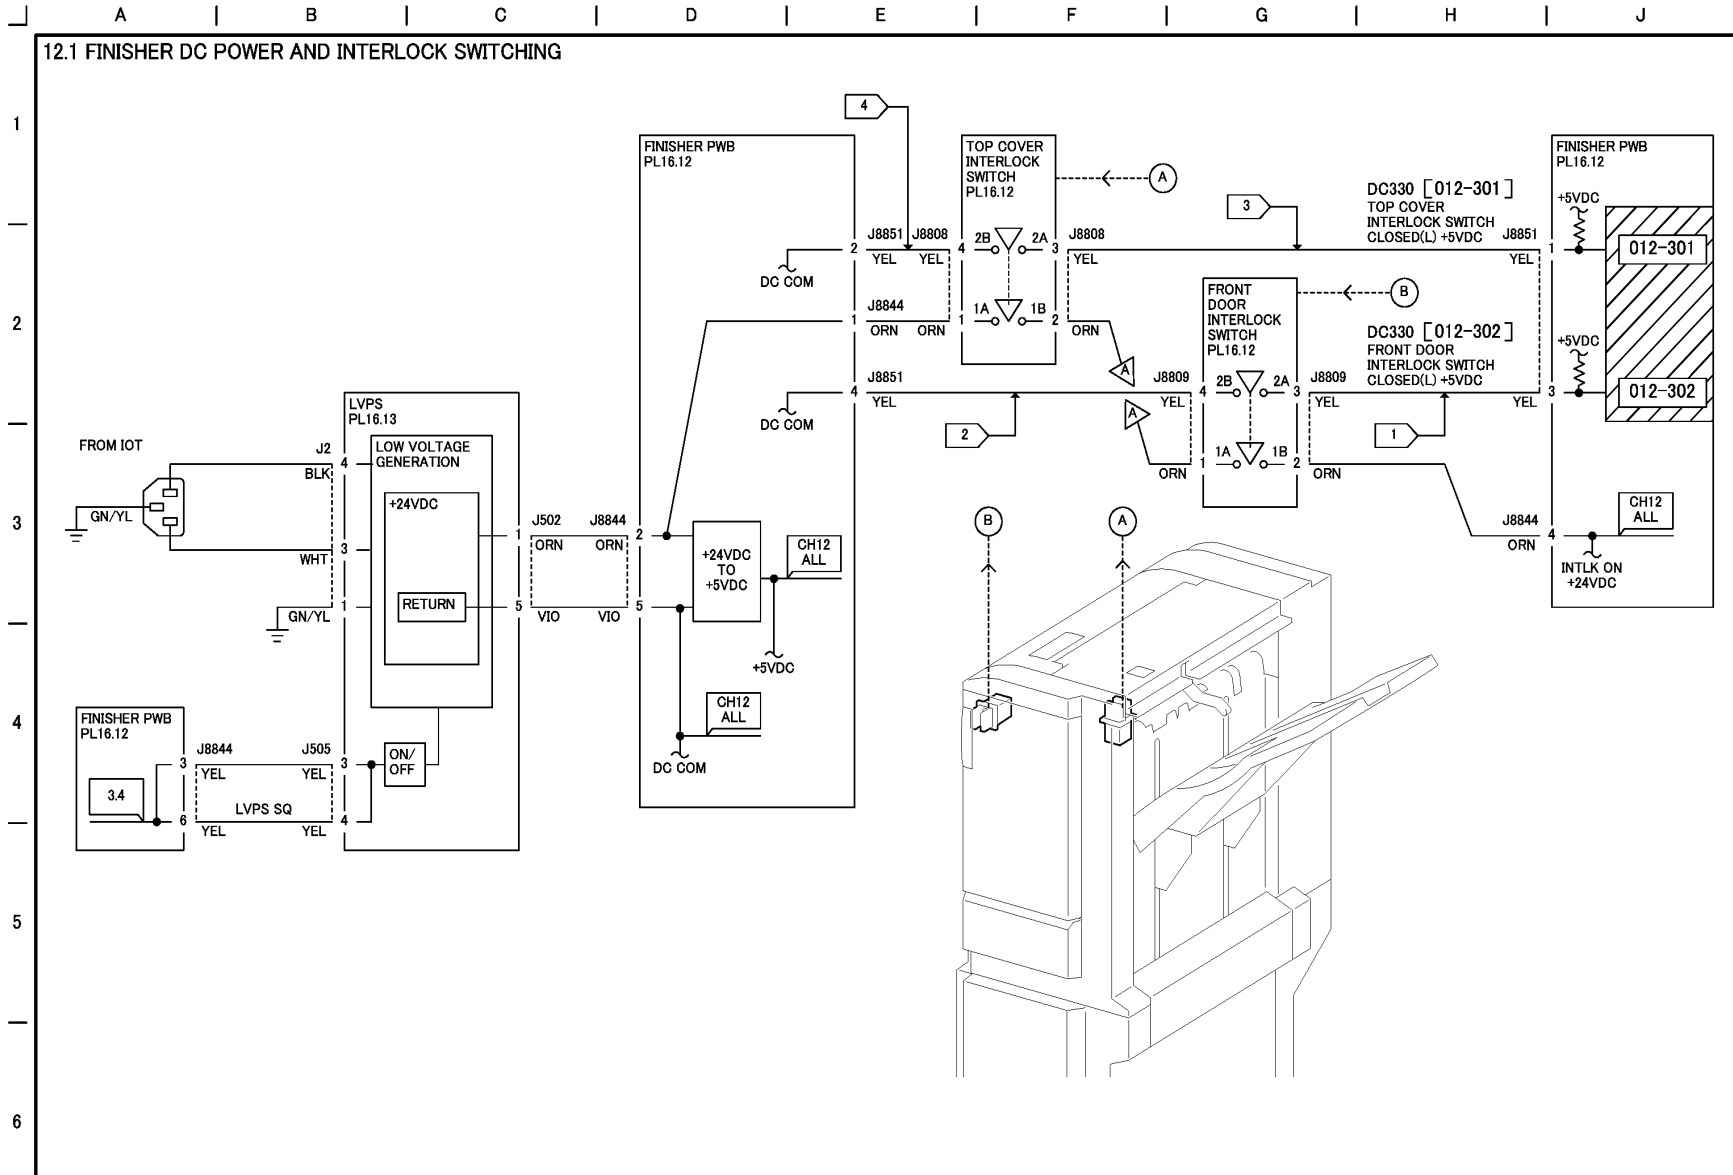 A B C D E F G H J
12.1 FINISHER DC POWER AND INTERLOCK SWITCHING
1
2
3
4
5
6
4
FINISHER PWB
PL16.12
TOP COVER
INTERLOCK
SWITCH
PL16.12
A
3
DC330 [012-301]
TOP COVER
INTERLOCK SWITCH
CLOSED(L) +5VDC
FINISHER PWB
PL16.12
+5VDC
012-301
DC COM
2
J8851 J8808
YEL YEL
4 2B 2A 3
J8808
YEL
J8851
YEL
1
J8844
1
ORN ORN
1 1A 1B 2
ORN
A
FRONT
DOOR
INTERLOCK
SWITCH
PL16.12
B
DC330 [012-302]
FRONT DOOR
INTERLOCK SWITCH
CLOSED(L) +5VDC
+5VDC
012-302
DC COM
4
J8851
YEL
2
A
J8809
YEL
4 2B 2A 3
J8809
YEL
1
YEL
3
ORN
1 1A 1B 2
ORN
J8844
ORN
4
CH12
ALL
INTLK ON
+24VDC
FROM IOT
GN/YL
J2
BLK
4
WHT
3
GN/YL
1
LVPS
PL16.13
LOW VOLTAGE
GENERATION
+24VDC
RETURN
1
J502 J8844
ORN ORN
2
5
VIO VIO
5
+24VDC
TO
+5VDC
CH12
ALL
+5VDC
CH12
ALL
DC COM
FINISHER PWB
PL16.12
3.4
3
J8844 J505
YEL YEL
3
LVPS SQ
6
YEL YEL
4
ON/
OFF
B A